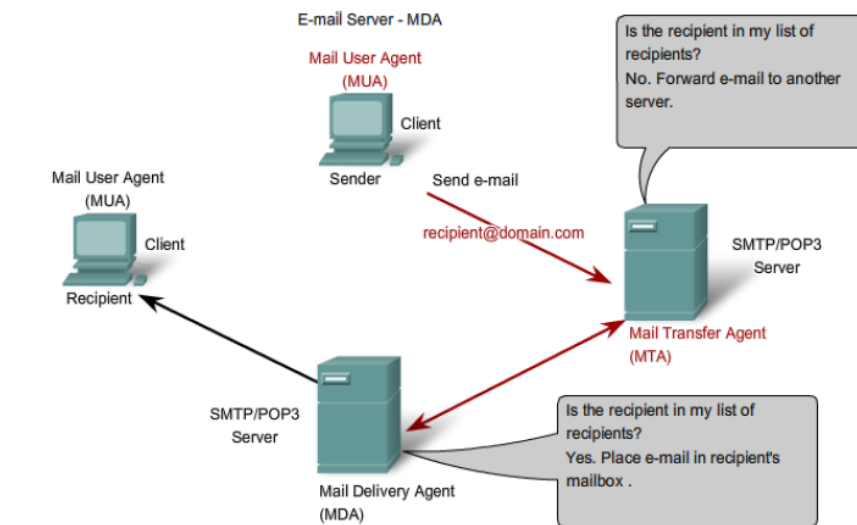 E-mail Server - MDA
Mail User Agent
(MUA)
Client
Sender
Send e-mail
recipient@domain.com
Is the recipient in my list of
recipients?
No. Forward e-mail to another
server.
SMTP/POP3
Server
Mail Transfer Agent
(MTA)
Mail User Agent
(MUA)
Client
Recipient
SMTP/POP3
Server
Mail Delivery Agent
(MDA)
Is the recipient in my list of
recipients?
Yes. Place e-mail in recipient's
mailbox .